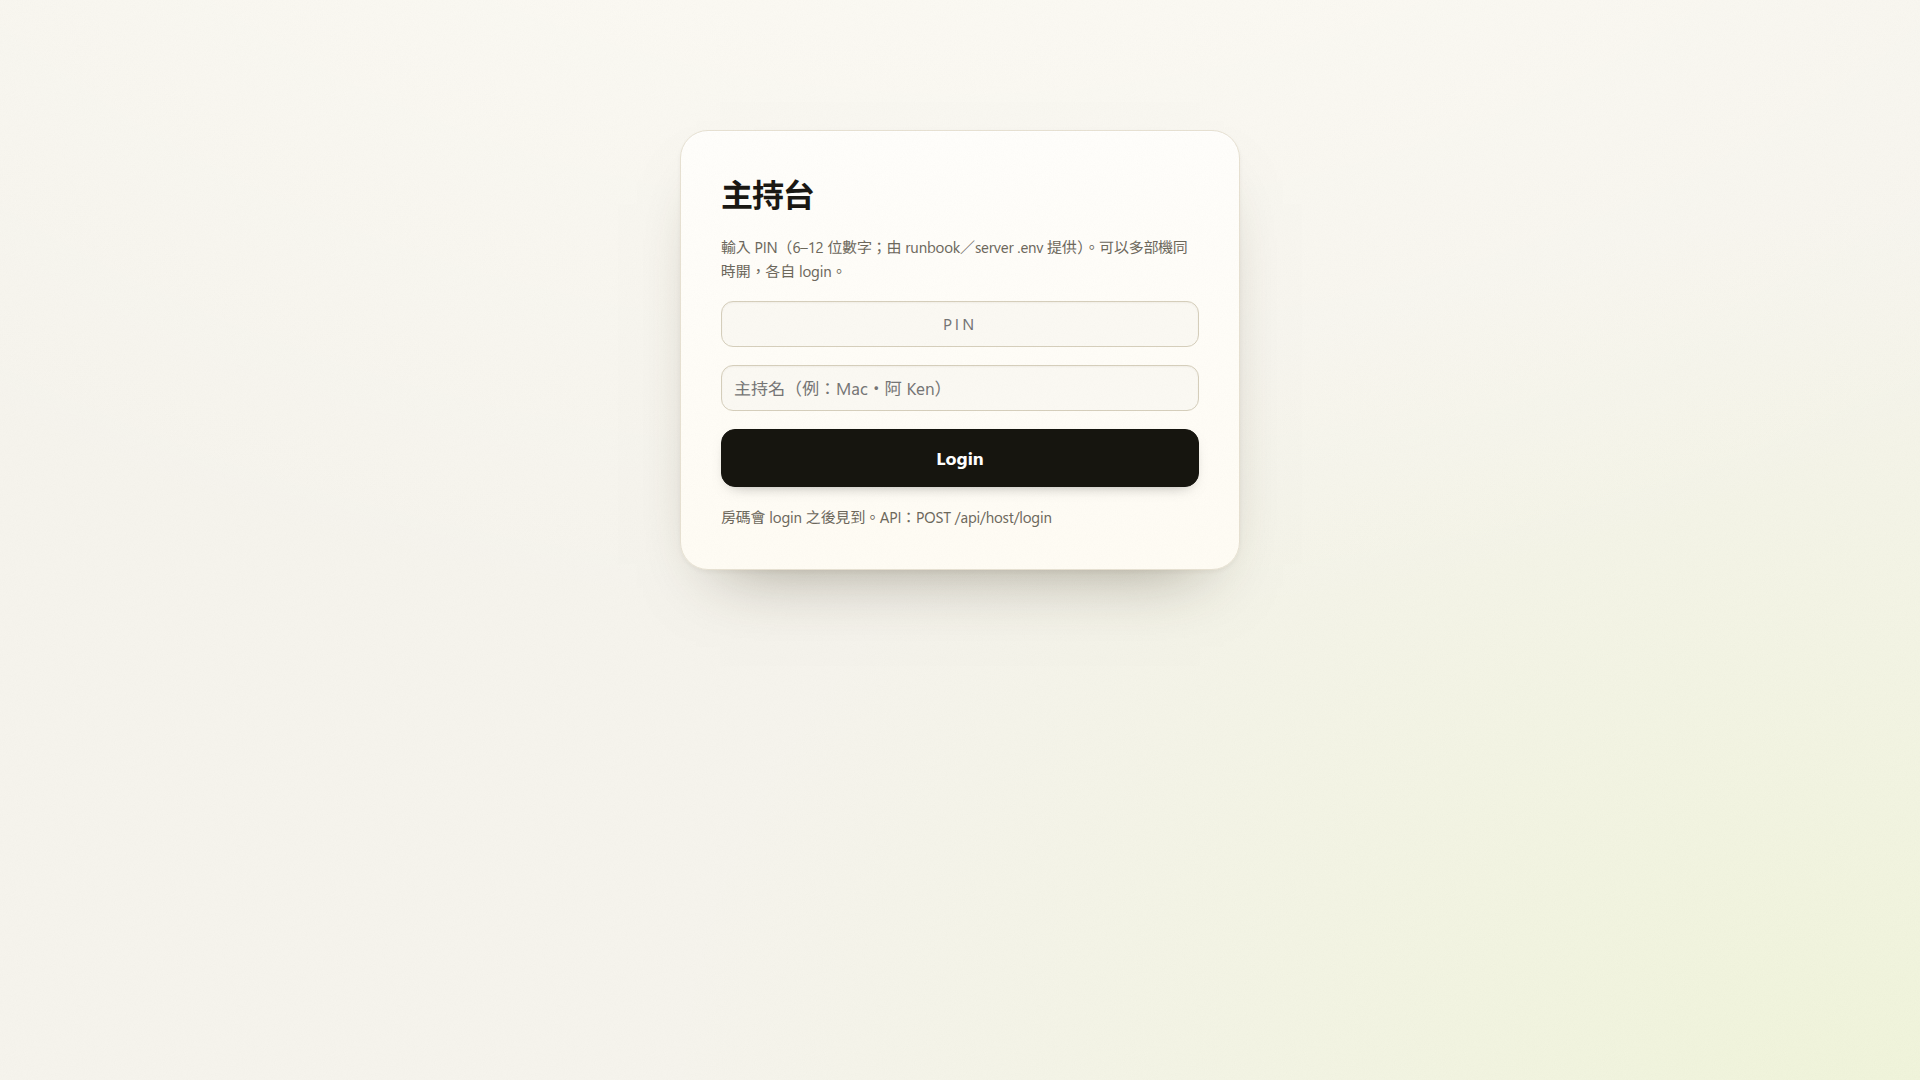 主持台
輸入 PIN（6–12 位數字；由 runbook／server .env 提供）。可以多部機同
時開，各自 login。
PIN
主持名（例：Mac・阿 Ken）
Login
房碼會 login 之後見到。API：POST /api/host/login